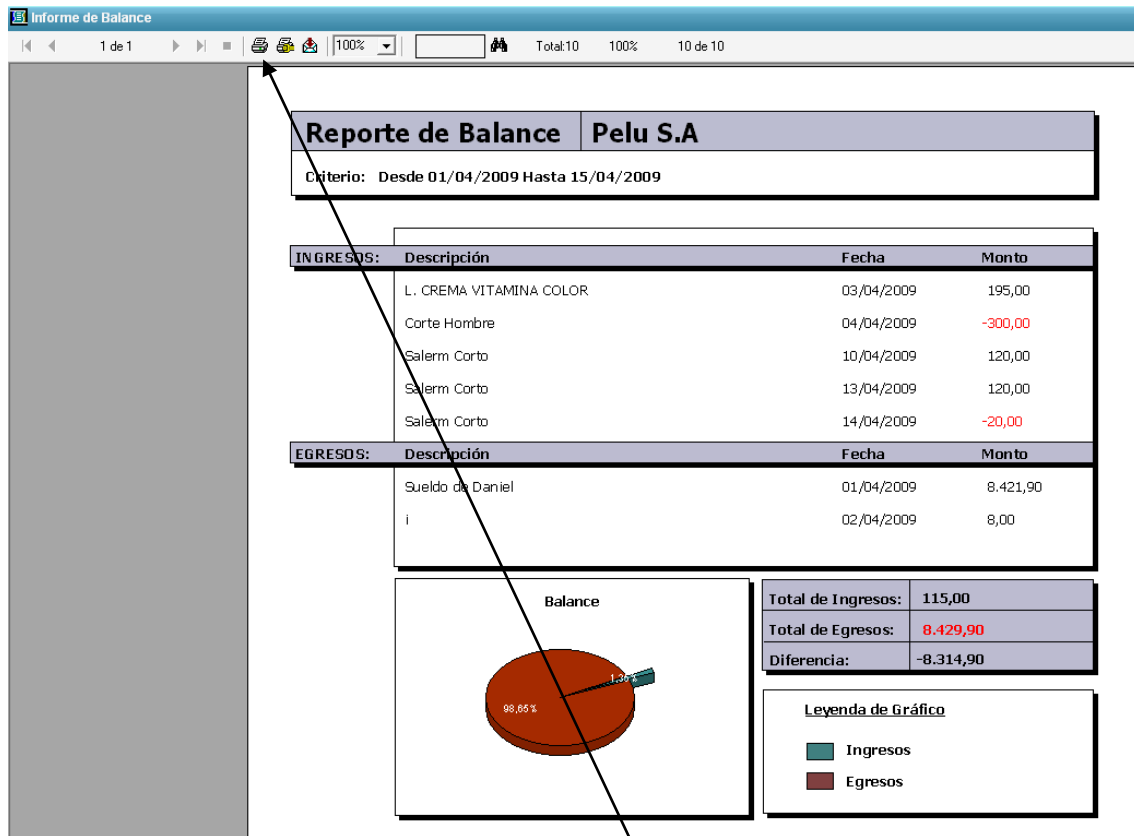 Informe de Balance
1 de 1 100% Total:10 100% 10 de 10
Reporte de Balance Pelu S.A
Criterio: Desde 01/04/2009 Hasta 15/04/2009
INGRESOS: Descripción Fecha Monto
L. CREMA VITAMINA COLOR 03/04/2009 195,00
Corte Hombre 04/04/2009 -300,00
Salerm Corto 10/04/2009 120,00
Salerm Corto 13/04/2009 120,00
Salerm Corto 14/04/2009 -20,00
EGRESOS: Descripción Fecha Monto
Sueldo de Daniel 01/04/2009 8.421,90
i 02/04/2009 8,00
Balance
1,35%
98,65%
Total de Ingresos: 115,00
Total de Egresos: 8.429,90
Diferencia: -8.314,90
Leyenda de Gráfico
Ingresos
Egresos